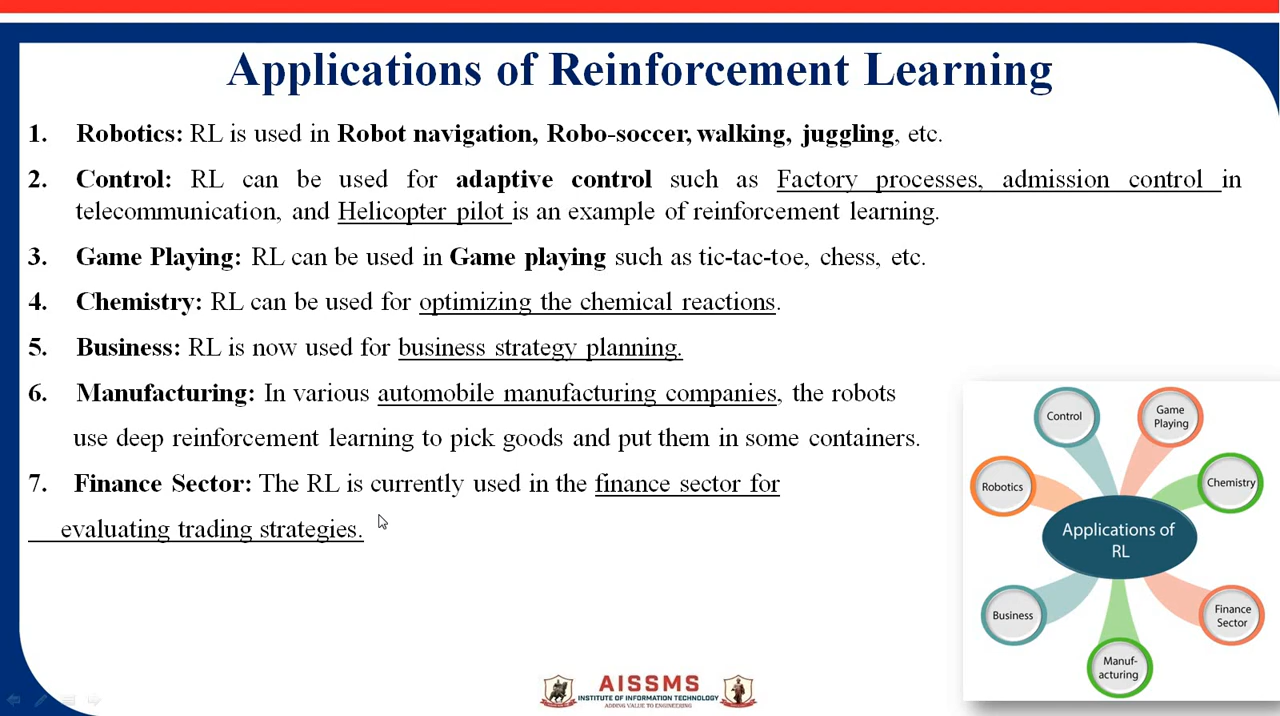 Applications of Reinforcement Learning
1. Robotics: RL is used in Robot navigation, Robo-soccer, walking, juggling, etc.
2. Control: RL can be used for adaptive control such as Factory processes, admission control in
telecommunication, and Helicopter pilot is an example of reinforcement learning.
3. Game Playing: RL can be used in Game playing such as tic-tac-toe, chess, etc.
4. Chemistry: RL can be used for optimizing the chemical reactions.
5. Business: RL is now used for business strategy planning.
6. Manufacturing: In various automobile manufacturing companies, the robots
use deep reinforcement learning to pick goods and put them in some containers.
7. Finance Sector: The RL is currently used in the finance sector for
evaluating trading strategies.
Control
Game
Playing
Robotics
Chemistry
Applications of
RL
Business
Finance
Sector
Manuf-
acturing
AISSMS
INSTITUTE OF INFORMATION TECHNOLOGY
ADDING VALUE TO ENGINEERING